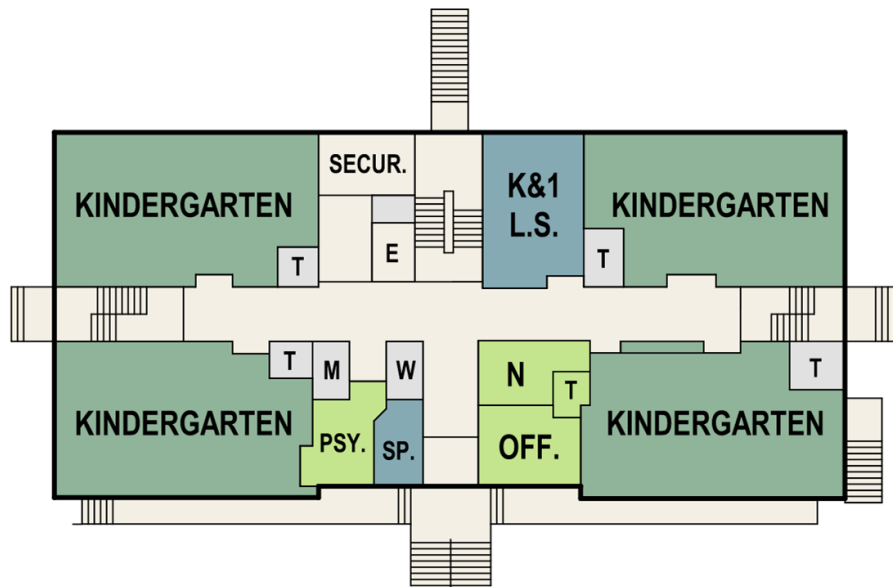 SECUR.
K&1
L.S.
KINDERGARTEN
KINDERGARTEN
E
T
T
T
M
W
N
T
T
KINDERGARTEN
PSY.
SP.
OFF.
KINDERGARTEN